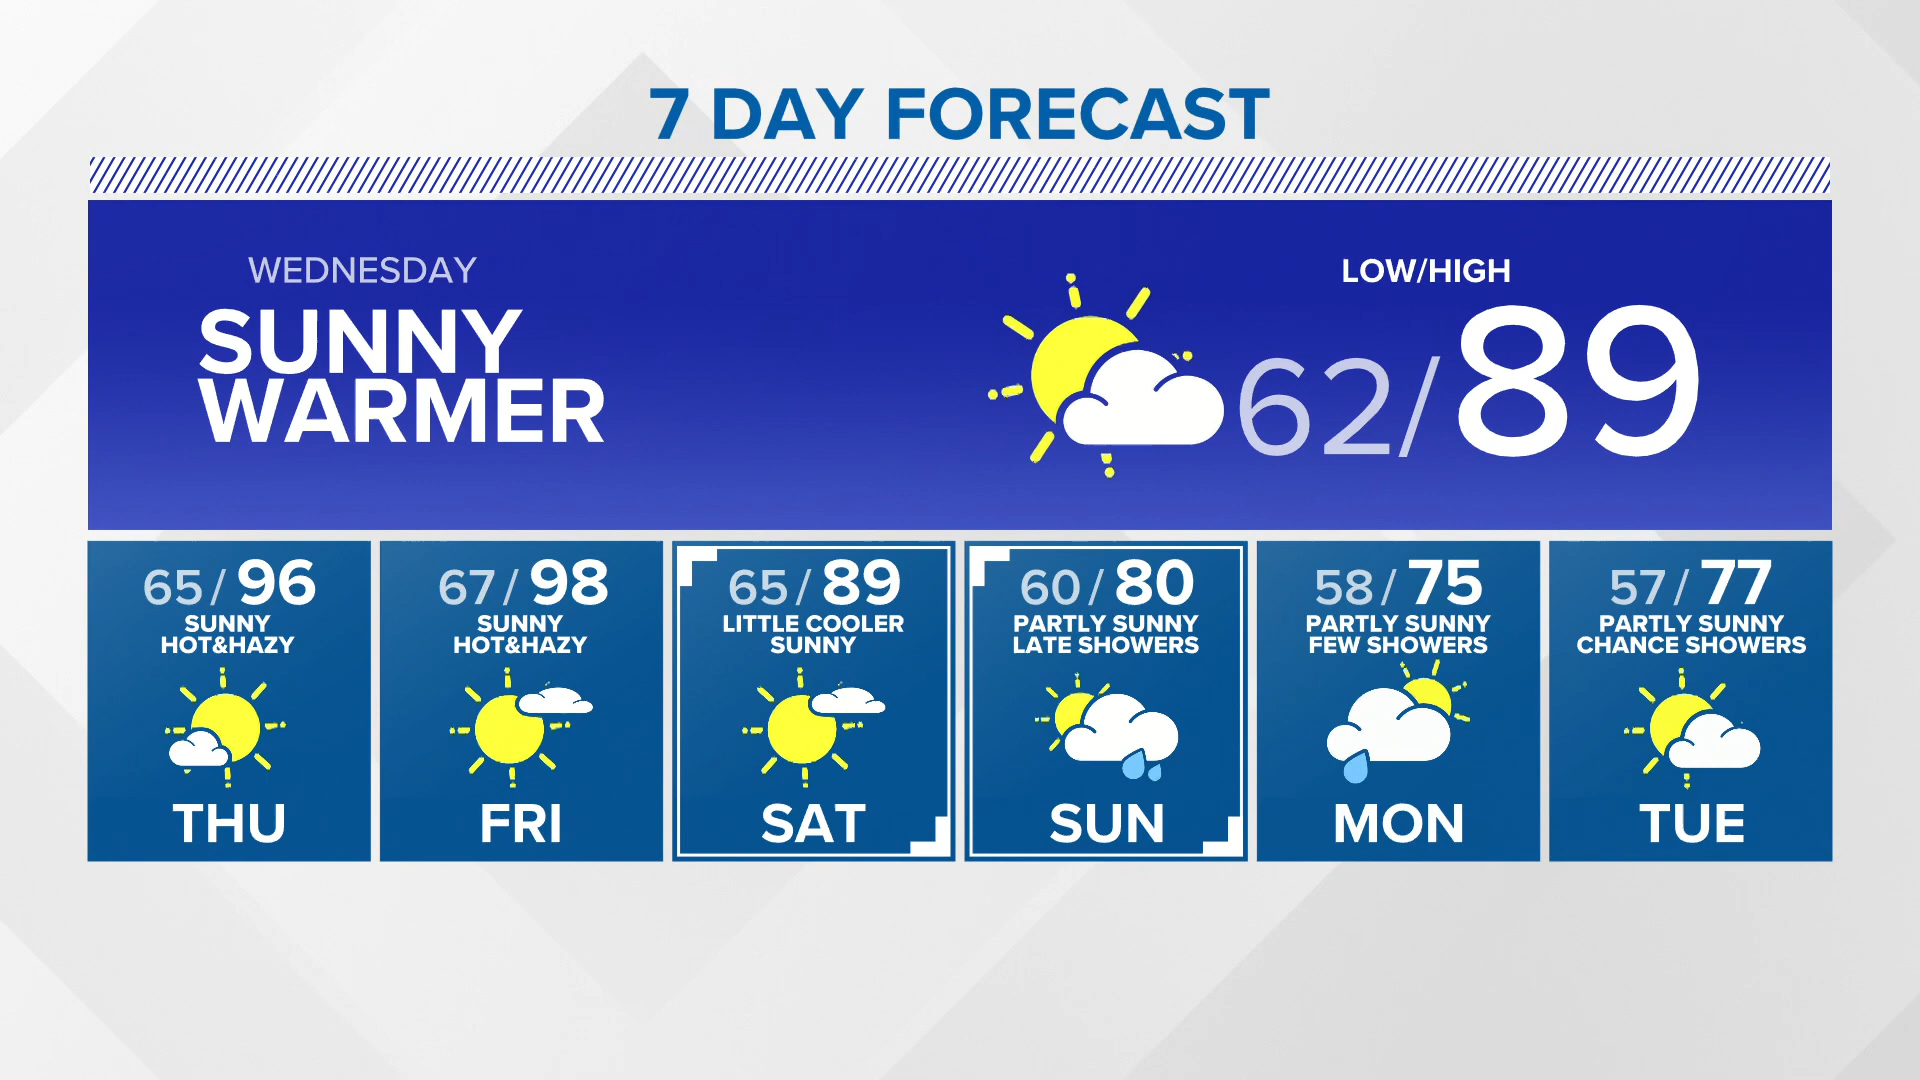 7 DAY FORECAST
WEDNESDAY
SUNNY
WARMER
LOW/HIGH
62/89
65/96
SUNNY
HOT&HAZY
THU
67/98
SUNNY
HOT&HAZY
FRI
65/89
LITTLE COOLER
SUNNY
SAT
60/80
PARTLY SUNNY
LATE SHOWERS
SUN
58/75
PARTLY SUNNY
FEW SHOWERS
MON
57/77
PARTLY SUNNY
CHANCE SHOWERS
TUE